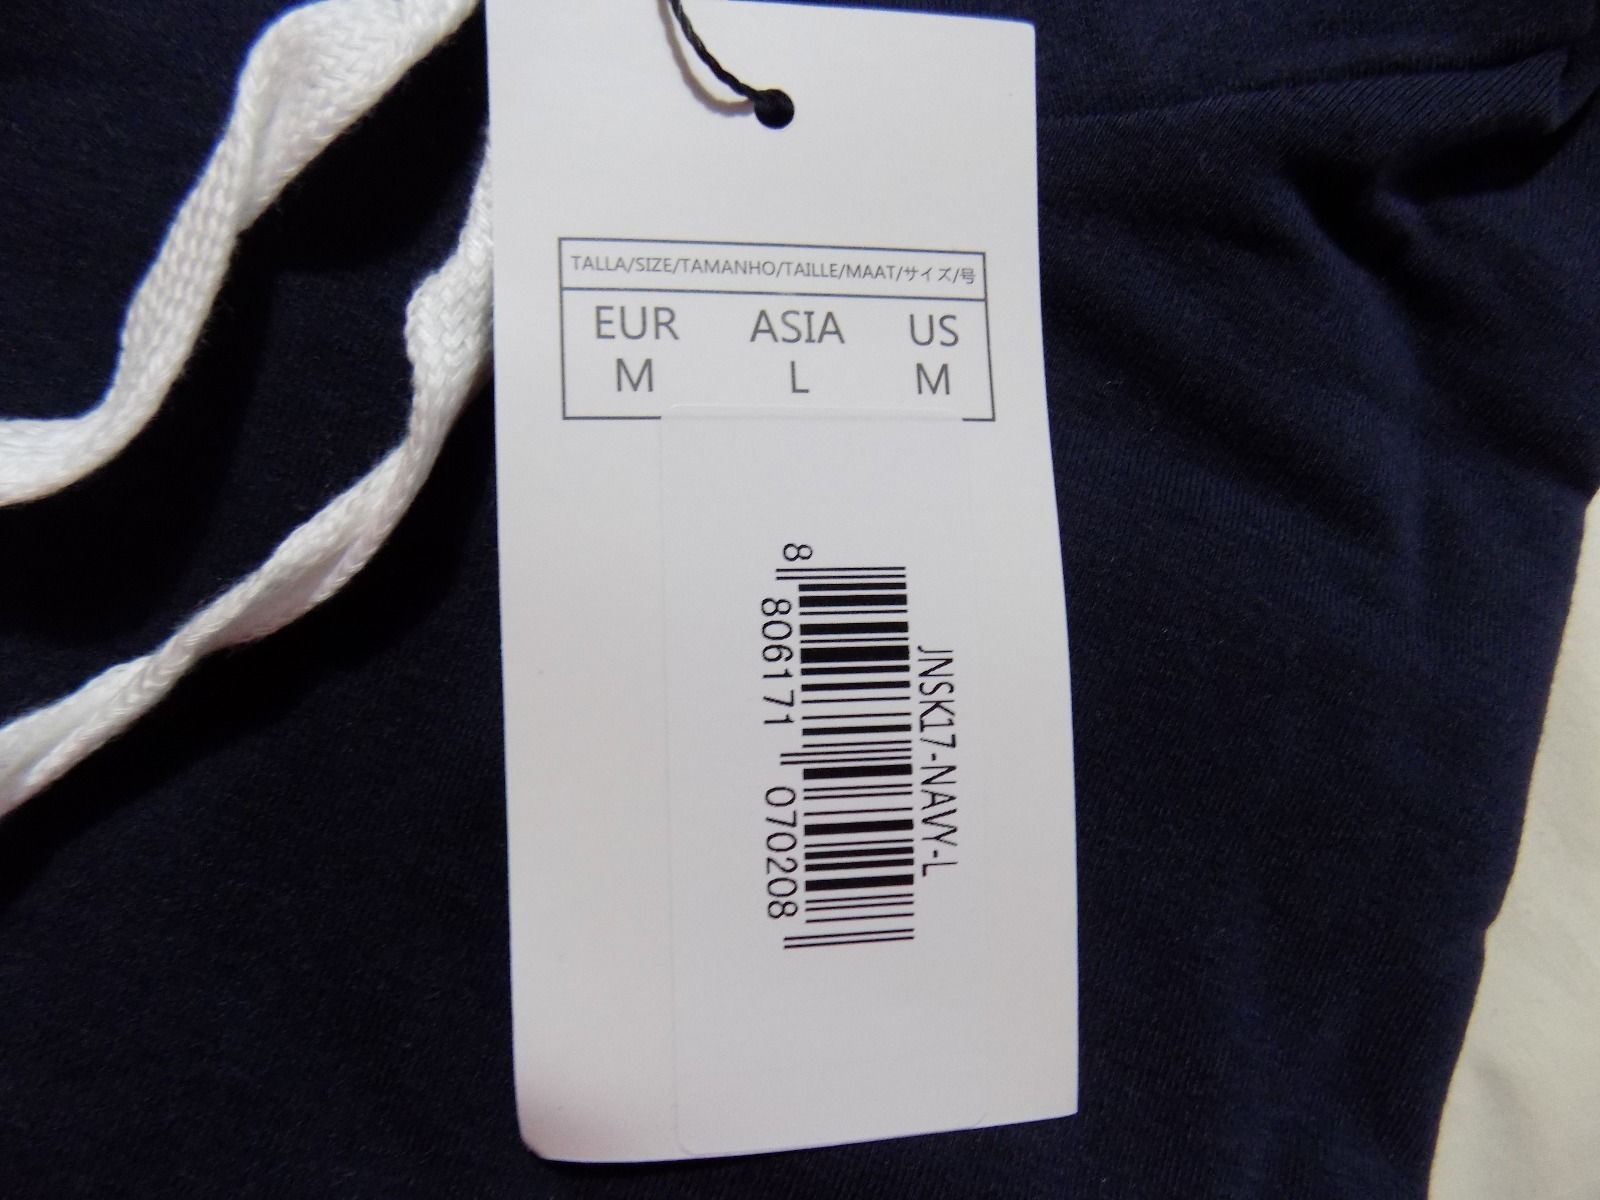 TALLA/SIZE/TAMANHO/TAILLE/MAAT/サイズ/号
EUR ASIA US
M L M
JNSK17-NAVY-L
8 806171 070208